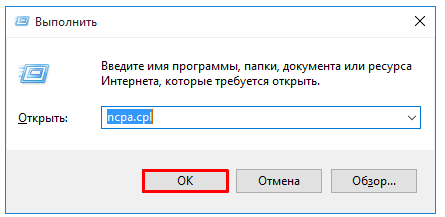 Выполнить
Введите имя программы, папки, документа или ресурса
Интернета, которые требуется открыть.
Открыть: ncpa.cpl
OK Отмена Обзор...